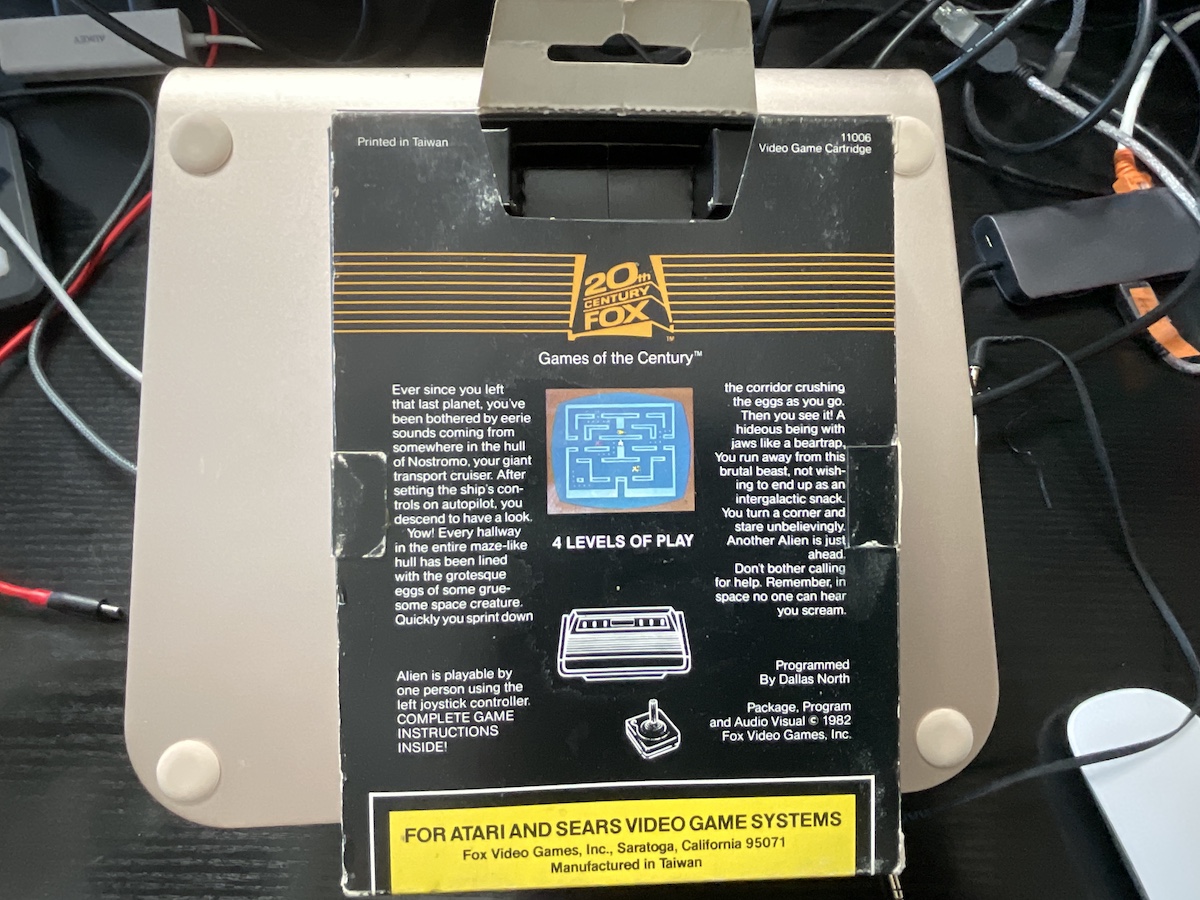 AUKEY
Printed in Taiwan
11006
Video Game Cartridge
20th
CENTURY
FOX
TM
Games of the Century™
Ever since you left
that last planet, you've
been bothered by eerie
sounds coming from
somewhere in the hull
of Nostromo, your giant
transport cruiser. After
setting the ship's con-
trols on autopilot, you
descend to have a look.
Yow! Every hallway
in the entire maze-like
hull has been lined
with the grotesque
eggs of some grue-
some space creature.
Quickly you sprint down
4 LEVELS OF PLAY
the corridor crushing
the eggs as you go.
Then you see it! A
hideous being with
jaws like a beartrap.
You run away from this
brutal beast, not wish-
ing to end up as an
intergalactic snack.
You turn a corner and
stare unbelievingly.
Another Alien is just
ahead.
Don't bother calling
for help. Remember, in
space no one can hear
you scream.
Alien is playable by
one person using the
left joystick controller.
COMPLETE GAME
INSTRUCTIONS
INSIDE!
Programmed
By Dallas North
Package, Program
and Audio Visual © 1982
Fox Video Games, Inc.
FOR ATARI AND SEARS VIDEO GAME SYSTEMS
Fox Video Games, Inc., Saratoga, California 95071
Manufactured in Taiwan